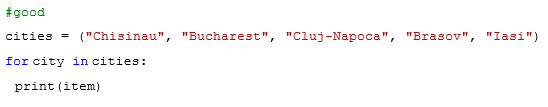 #good
cities = ("Chisinau", "Bucharest", "Cluj-Napoca", "Brasov", "Iasi")
for city in cities:
 print(item)